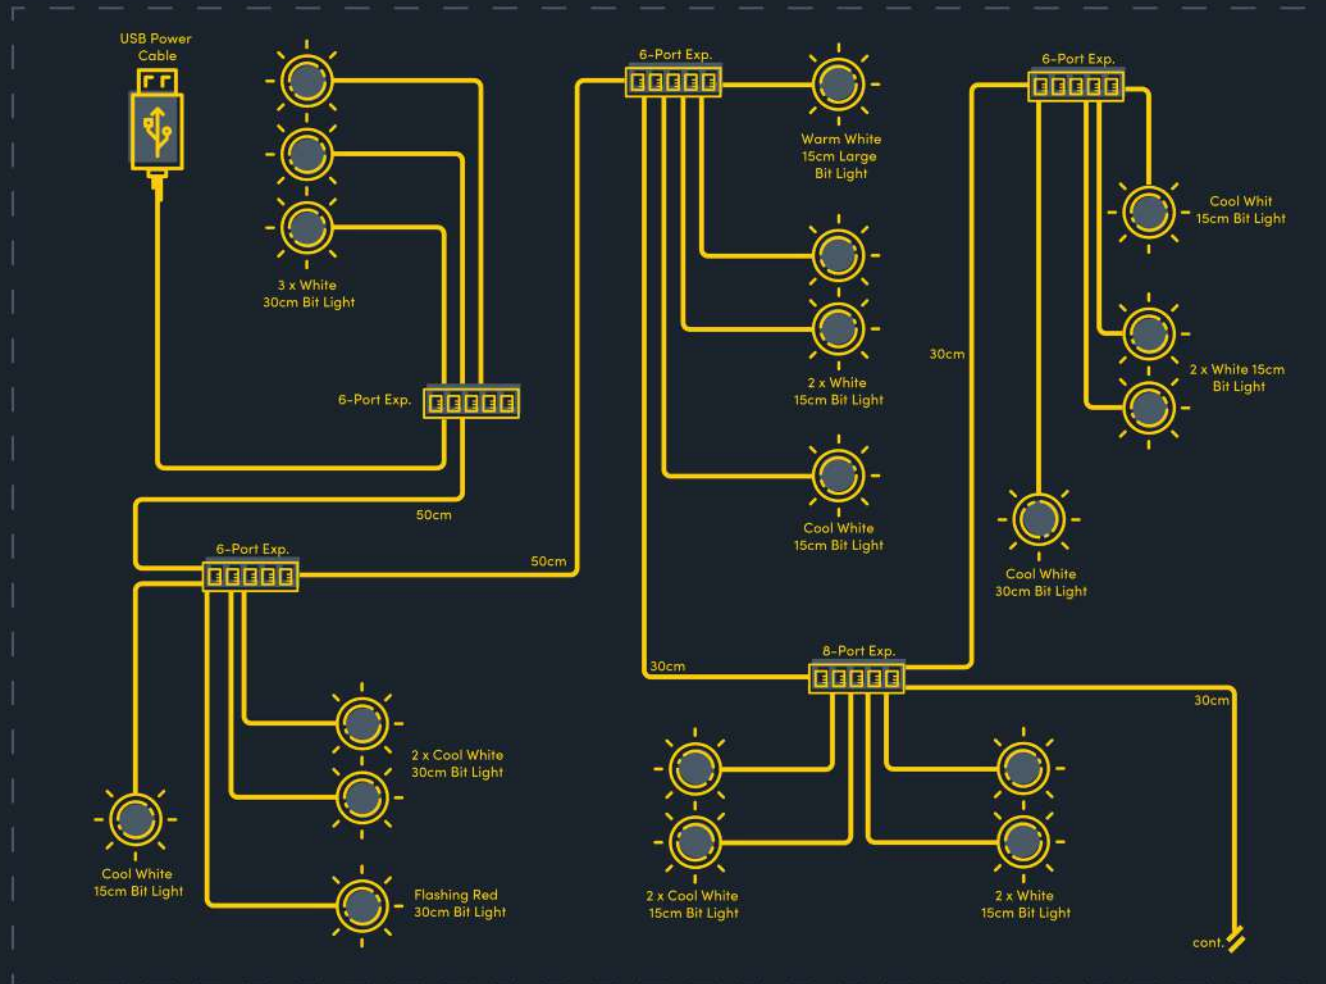 USB Power
Cable
3 x White
30cm Bit Light
6-Port Exp.
50cm
6-Port Exp.
50cm
2 x Cool White
30cm Bit Light
Cool White
15cm Bit Light
Flashing Red
30cm Bit Light
6-Port Exp.
Warm White
15cm Large
Bit Light
2 x White
15cm Bit Light
Cool White
15cm Bit Light
30cm
8-Port Exp.
2 x Cool White
15cm Bit Light
2 x White
15cm Bit Light
30cm
6-Port Exp.
Cool Whit
15cm Bit Light
2 x White 15cm
Bit Light
Cool White
30cm Bit Light
30cm
cont.